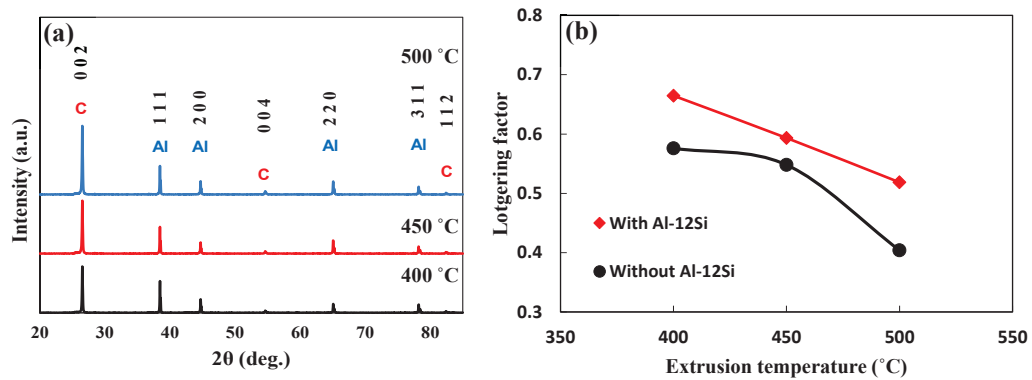 (a)
500 ˚C
0 0 2
C
1 1 1
Al
2 0 0
Al
0 0 4
C
2 2 0
Al
3 1 1
Al
1 1 2
C
450 ˚C
400 ˚C
Intensity (a.u.)
20 30 40 50 60 70 80
2θ (deg.)
(b)
0.8
0.7
0.6
0.5
0.4
0.3
Lotgering factor
With Al-12Si
Without Al-12Si
350 400 450 500 550
Extrusion temperature (˚C)